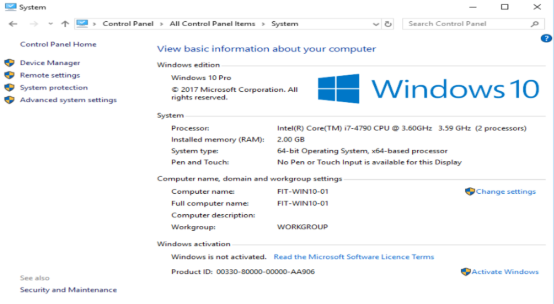 System
Control Panel > All Control Panel Items > System
Search Control Panel
Control Panel Home
Device Manager
Remote settings
System protection
Advanced system settings
See also
Security and Maintenance
View basic information about your computer
Windows edition
Windows 10 Pro
© 2017 Microsoft Corporation. All
rights reserved.
Windows 10
System
Processor: Intel(R) Core(TM) i7-4790 CPU @ 3.60GHz 3.59 GHz (2 processors)
Installed memory (RAM): 2.00 GB
System type: 64-bit Operating System, x64-based processor
Pen and Touch: No Pen or Touch Input is available for this Display
Computer name, domain and workgroup settings
Computer name: FIT-WIN10-01 Change settings
Full computer name: FIT-WIN10-01
Computer description:
Workgroup: WORKGROUP
Windows activation
Windows is not activated. Read the Microsoft Software Licence Terms
Product ID: 00330-80000-00000-AA906 Activate Windows